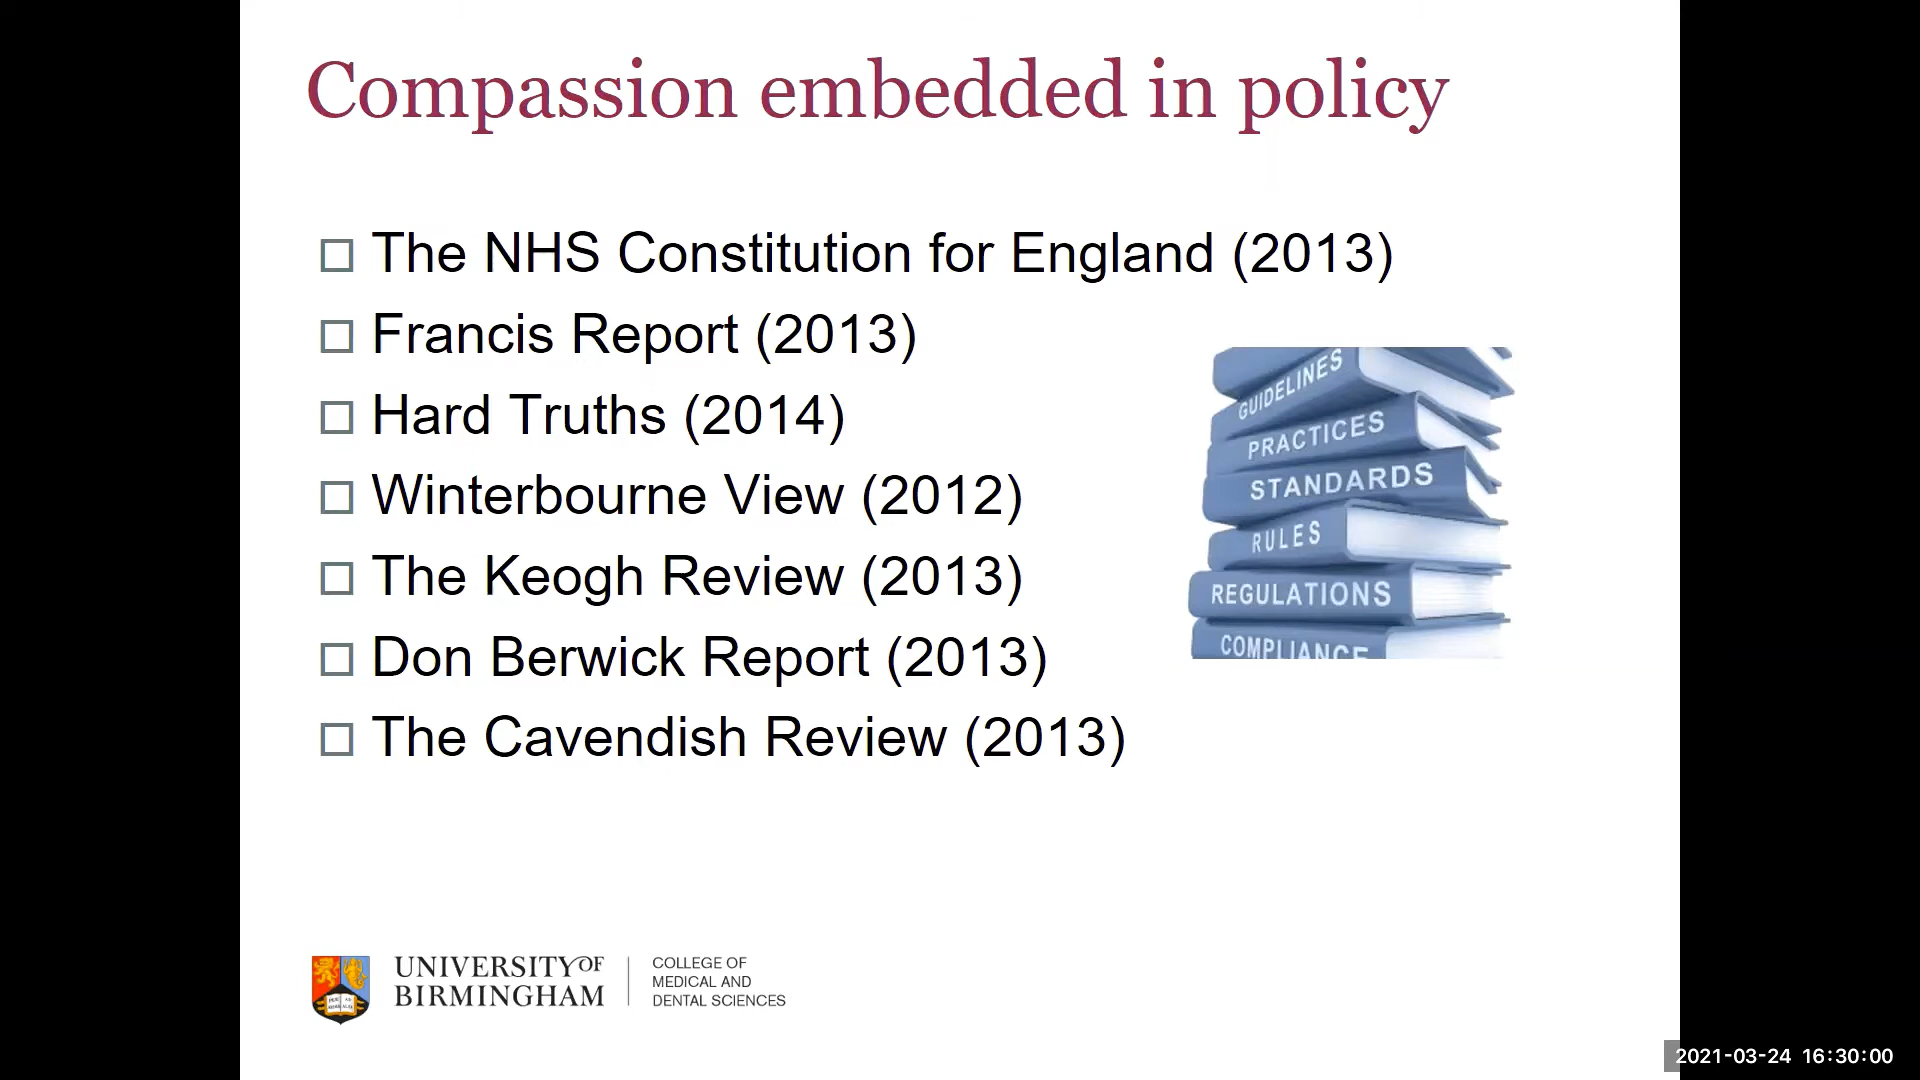 Compassion embedded in policy
The NHS Constitution for England (2013)
Francis Report (2013)
Hard Truths (2014)
Winterbourne View (2012)
The Keogh Review (2013)
Don Berwick Report (2013)
The Cavendish Review (2013)
GUIDELINES
PRACTICES
STANDARDS
RULES
REGULATIONS
COMPLIANCE
UNIVERSITY OF
BIRMINGHAM
COLLEGE OF
MEDICAL AND
DENTAL SCIENCES
2021-03-24 16:30:00